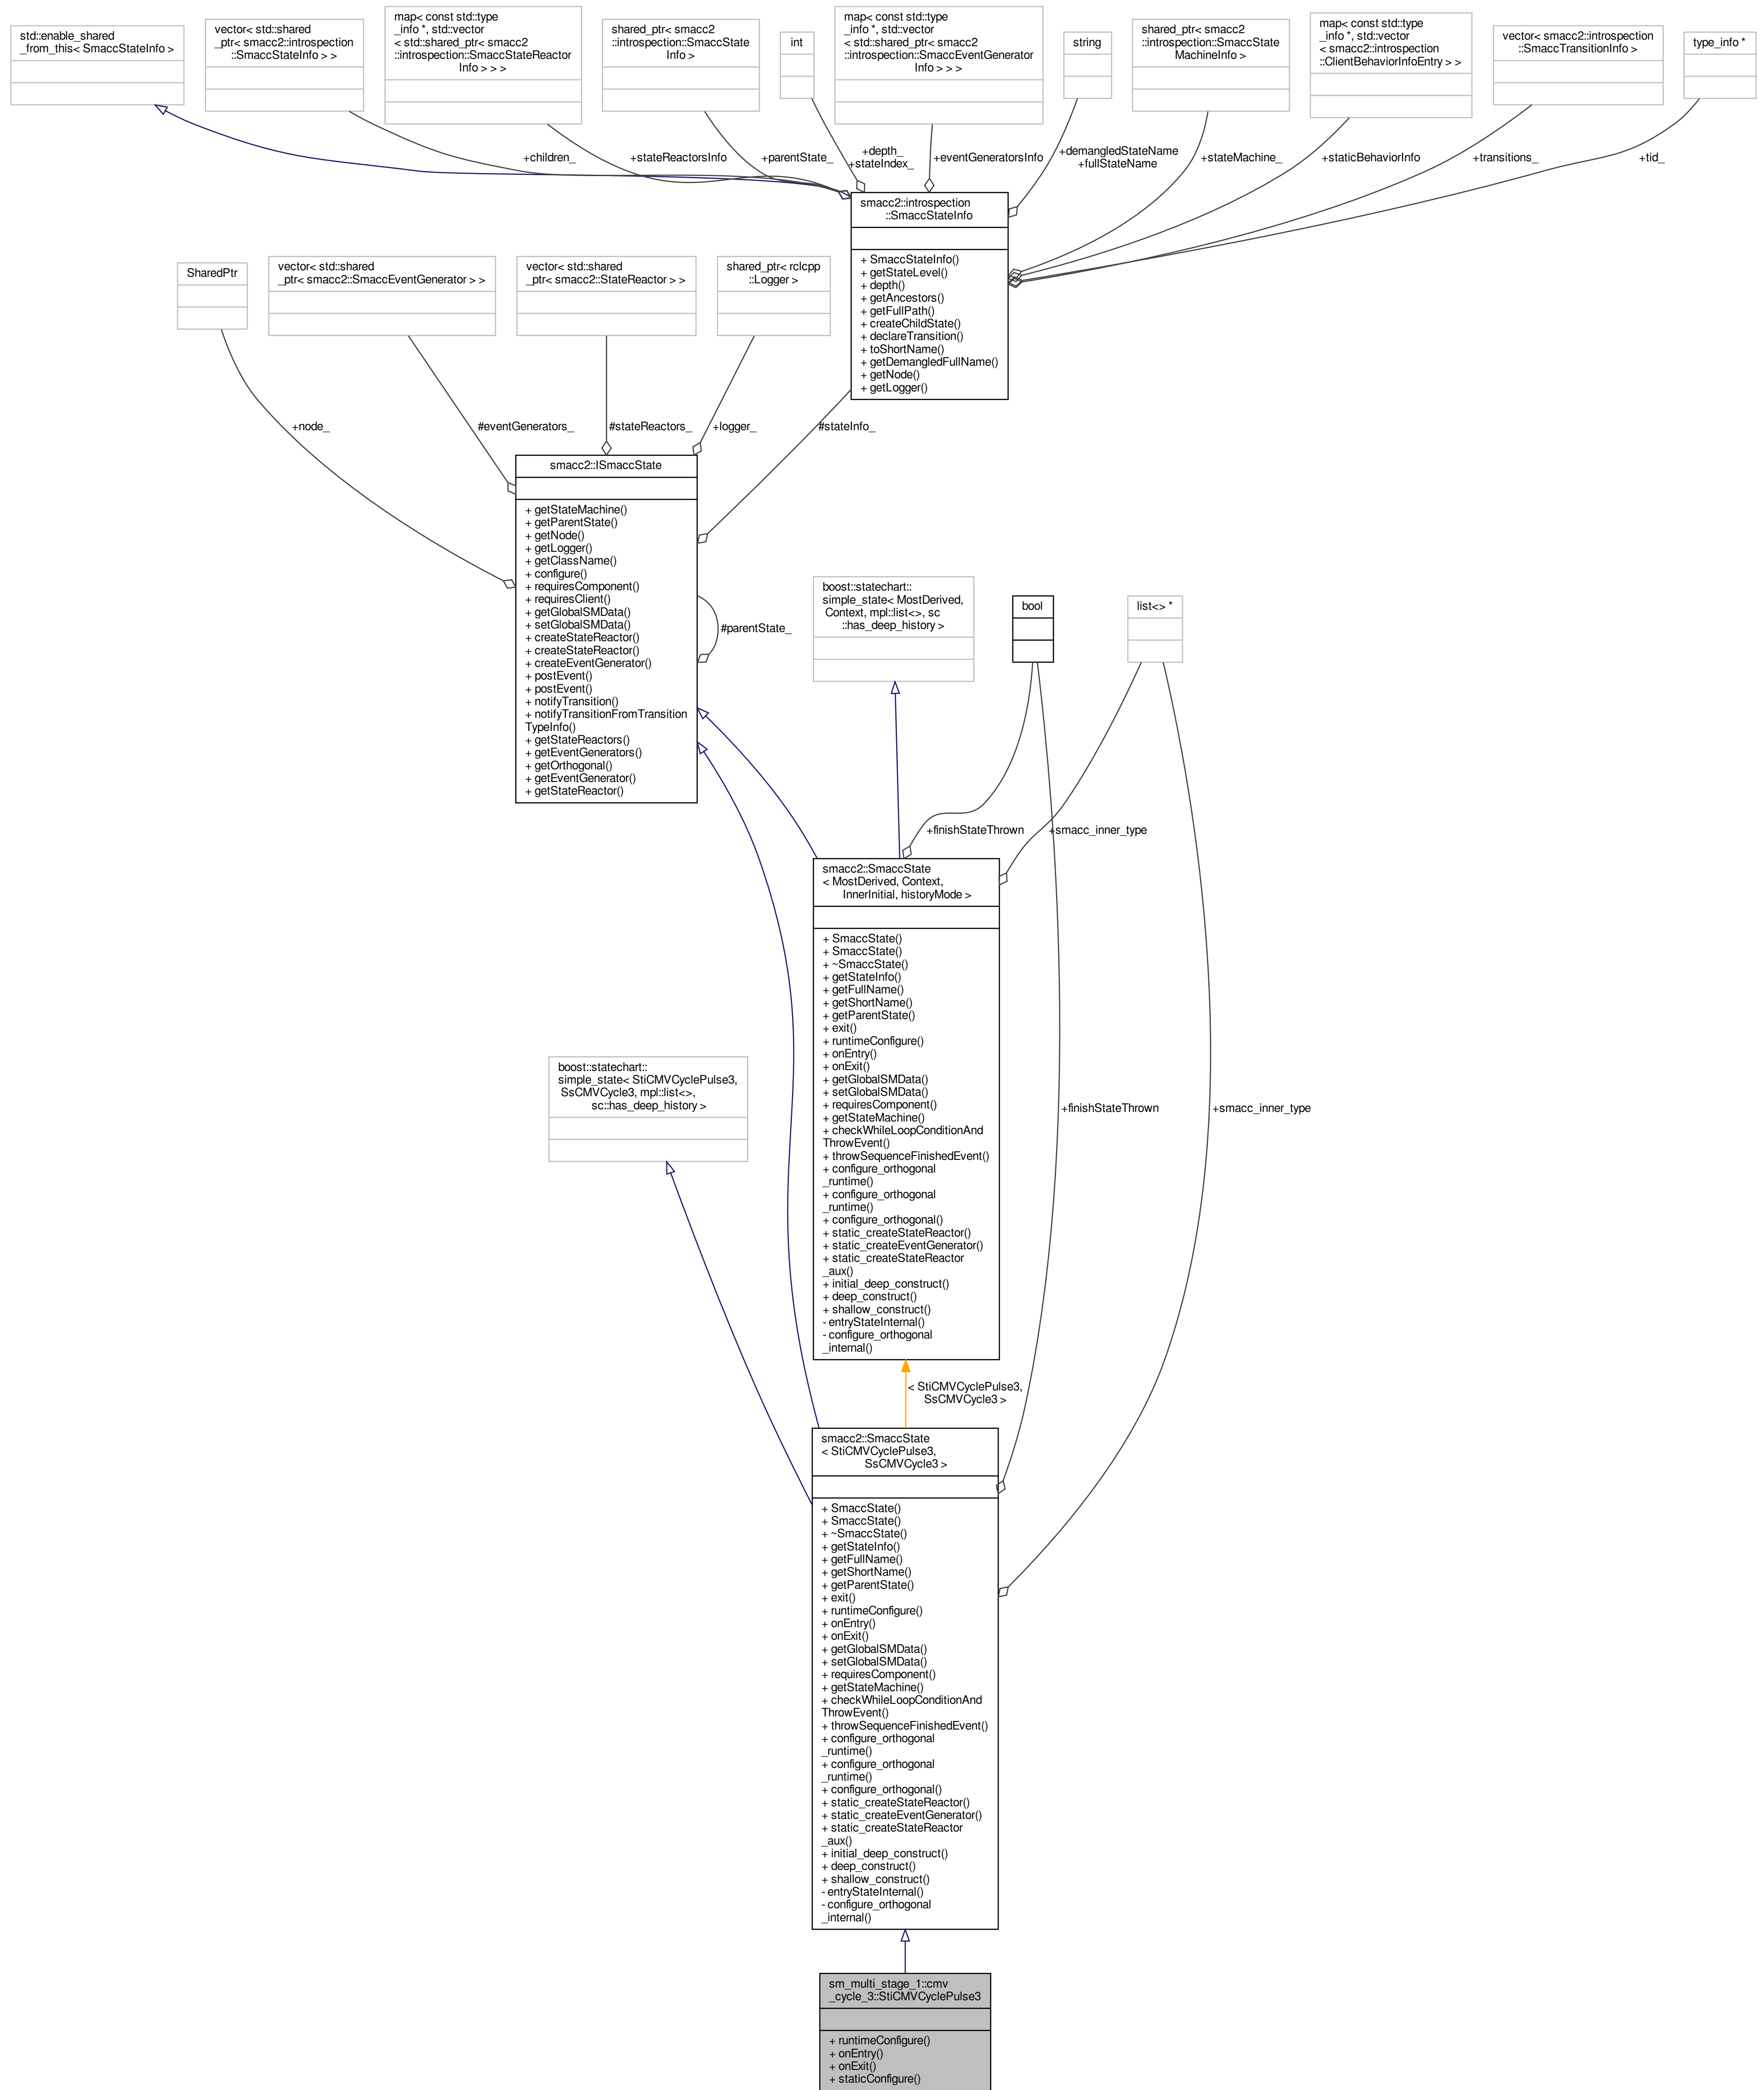 std::enable_shared
_from_this< SmaccStateInfo >
vector< std::shared
_ptr< smacc2::introspection
::SmaccStateInfo > >
map< const std::type
_info *, std::vector
< std::shared_ptr< smacc2
::introspection::SmaccStateReactor
Info > > >
shared_ptr< smacc2
::introspection::SmaccState
Info >
int
map< const std::type
_info *, std::vector
< std::shared_ptr< smacc2
::introspection::SmaccEventGenerator
Info > > >
string
shared_ptr< smacc2
::introspection::SmaccState
MachineInfo >
map< const std::type
_info *, std::vector
< smacc2::introspection
::ClientBehaviorInfoEntry > >
vector< smacc2::introspection
::SmaccTransitionInfo >
type_info *
+children_
+stateReactorsInfo
+parentState_
+depth_
+stateIndex_
+eventGeneratorsInfo
+demangledStateName
+fullStateName
+stateMachine_
+staticBehaviorInfo
+transitions_
+tid_
smacc2::introspection
::SmaccStateInfo
+ SmaccStateInfo()
+ getStateLevel()
+ depth()
+ getAncestors()
+ getFullPath()
+ createChildState()
+ declareTransition()
+ toShortName()
+ getDemangledFullName()
+ getNode()
+ getLogger()
SharedPtr
vector< std::shared
_ptr< smacc2::SmaccEventGenerator > >
vector< std::shared
_ptr< smacc2::StateReactor > >
shared_ptr< rclcpp
::Logger >
+node_
#eventGenerators_
#stateReactors_
+logger_
#stateInfo_
smacc2::ISmaccState
+ getStateMachine()
+ getParentState()
+ getNode()
+ getLogger()
+ getClassName()
+ configure()
+ requiresComponent()
+ requiresClient()
+ getGlobalSMData()
+ setGlobalSMData()
+ createStateReactor()
+ createStateReactor()
+ createEventGenerator()
+ postEvent()
+ postEvent()
+ notifyTransition()
+ notifyTransitionFromTransition
TypeInfo()
+ getStateReactors()
+ getEventGenerators()
+ getOrthogonal()
+ getEventGenerator()
+ getStateReactor()
#parentState_
boost::statechart::
simple_state< MostDerived,
Context, mpl::list<>, sc
::has_deep_history >
bool
list<> *
+finishStateThrown
+smacc_inner_type
smacc2::SmaccState
< MostDerived, Context,
InnerInitial, historyMode >
+ SmaccState()
+ SmaccState()
+ ~SmaccState()
+ getStateInfo()
+ getFullName()
+ getShortName()
+ getParentState()
+ exit()
+ runtimeConfigure()
+ onEntry()
+ onExit()
+ getGlobalSMData()
+ setGlobalSMData()
+ requiresComponent()
+ getStateMachine()
+ checkWhileLoopConditionAnd
ThrowEvent()
+ throwSequenceFinishedEvent()
+ configure_orthogonal
_runtime()
+ configure_orthogonal
_runtime()
+ configure_orthogonal()
+ static_createStateReactor()
+ static_createEventGenerator()
+ static_createStateReactor
_aux()
+ initial_deep_construct()
+ deep_construct()
+ shallow_construct()
- entryStateInternal()
- configure_orthogonal
_internal()
boost::statechart::
simple_state< StiCMVCyclePulse3,
SsCMVCycle3, mpl::list<>,
sc::has_deep_history >
+finishStateThrown
+smacc_inner_type
< StiCMVCyclePulse3,
SsCMVCycle3 >
smacc2::SmaccState
< StiCMVCyclePulse3,
SsCMVCycle3 >
+ SmaccState()
+ SmaccState()
+ ~SmaccState()
+ getStateInfo()
+ getFullName()
+ getShortName()
+ getParentState()
+ exit()
+ runtimeConfigure()
+ onEntry()
+ onExit()
+ getGlobalSMData()
+ setGlobalSMData()
+ requiresComponent()
+ getStateMachine()
+ checkWhileLoopConditionAnd
ThrowEvent()
+ throwSequenceFinishedEvent()
+ configure_orthogonal
_runtime()
+ configure_orthogonal
_runtime()
+ configure_orthogonal()
+ static_createStateReactor()
+ static_createEventGenerator()
+ static_createStateReactor
_aux()
+ initial_deep_construct()
+ deep_construct()
+ shallow_construct()
- entryStateInternal()
- configure_orthogonal
_internal()
sm_multi_stage_1::cmv
_cycle_3::StiCMVCyclePulse3
+ runtimeConfigure()
+ onEntry()
+ onExit()
+ staticConfigure()